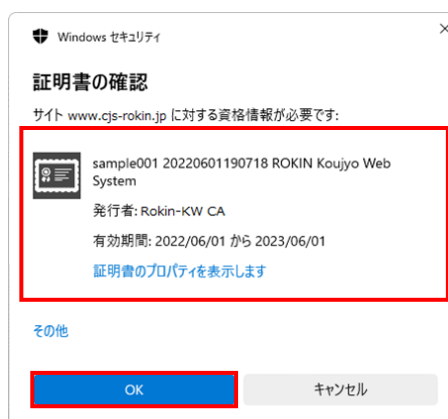 Windows セキュリティ
証明書の確認
サイト www.cjs-rokin.jp に対する資格情報が必要です:
sample001 20220601190718 ROKIN Koujyo Web
System
発行者: Rokin-KW CA
有効期間: 2022/06/01 から 2023/06/01
証明書のプロパティを表示します
その他
OK
キャンセル